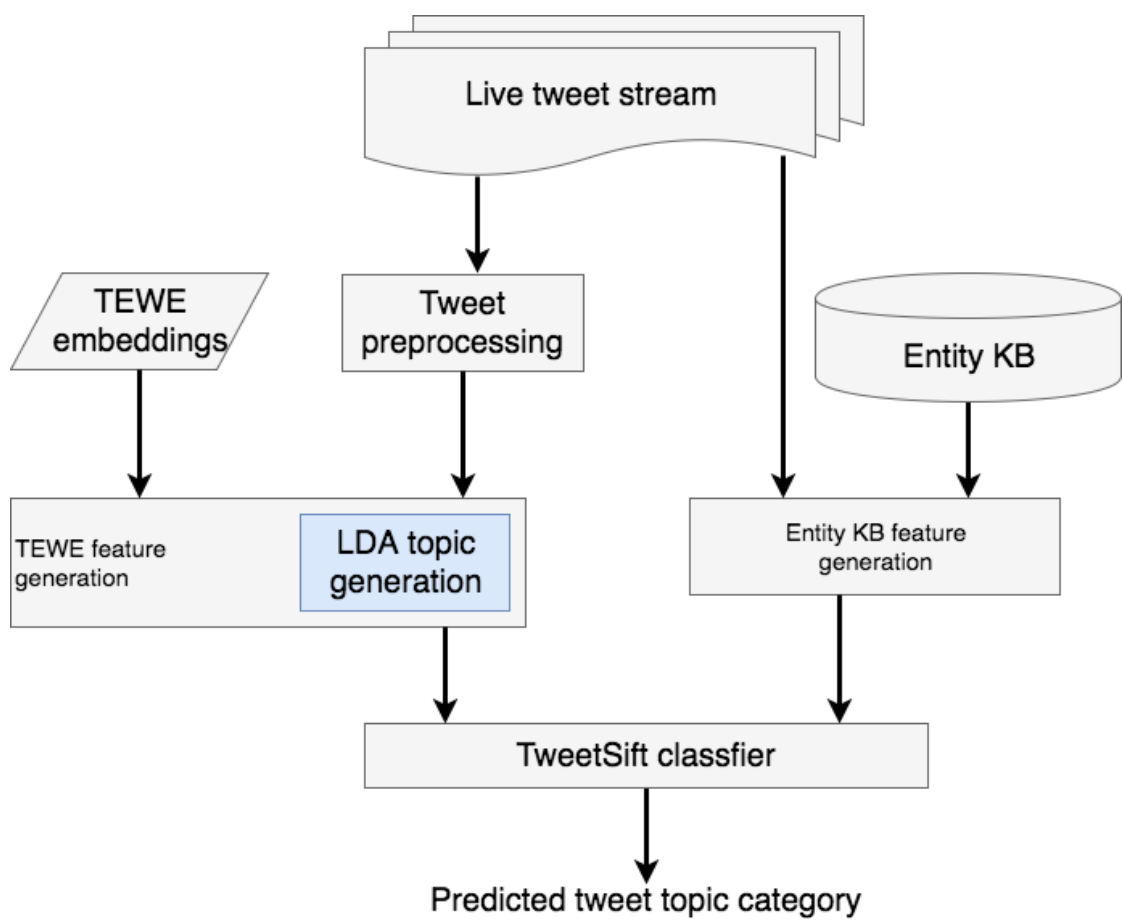 Live tweet stream
TEWE
embeddings
Tweet
preprocessing
Entity KB
TEWE feature
generation
LDA topic
generation
Entity KB feature
generation
TweetSift classfier
Predicted tweet topic category